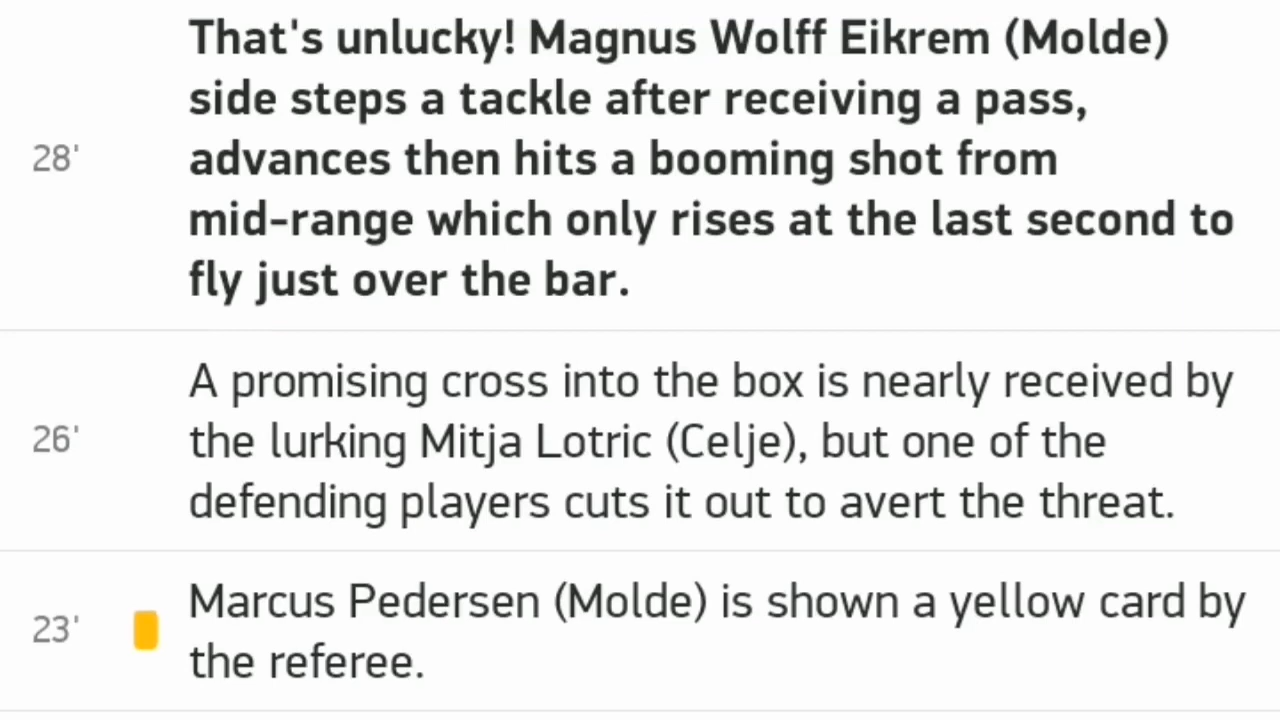 That's unlucky! Magnus Wolff Eikrem (Molde)
side steps a tackle after receiving a pass,
28'
advances then hits a booming shot from
mid-range which only rises at the last second to
fly just over the bar.
A promising cross into the box is nearly received by
26'
the lurking Mitja Lotric (Celje), but one of the
defending players cuts it out to avert the threat.
23'
Marcus Pedersen (Molde) is shown a yellow card by
the referee.